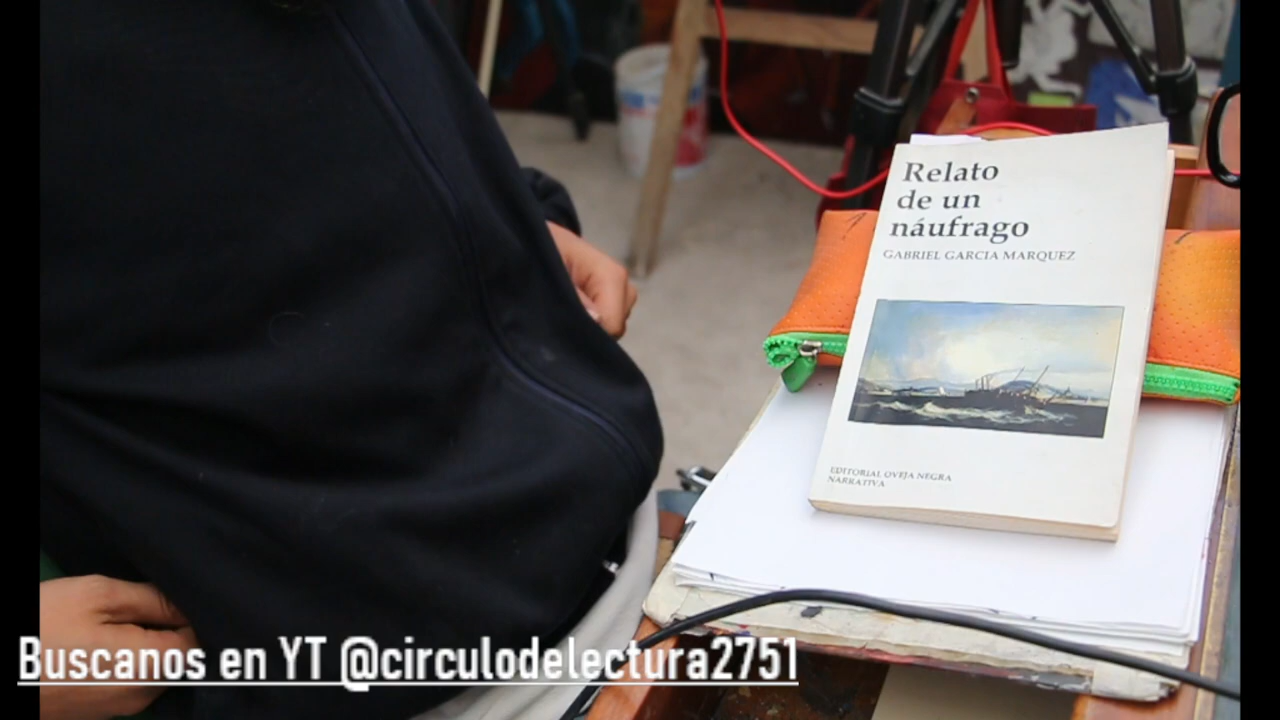 Relato
de un
náufrago
GABRIEL GARCIA MARQUEZ
EDITORIAL OVEJA NEGRA
NARRATIVA
Buscanos en YT @circulodelectura2751